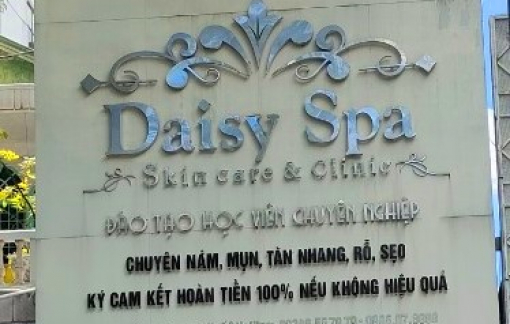 Daisy Spa
Skin care & Clinic
ĐÀO TẠO HỌC VIÊN CHUYÊN NGHIỆP
CHUYÊN NÁM, MỤN, TÀN NHANG, RỖ, SẸO
KÝ CAM KẾT HOÀN TIỀN 100% NẾU KHÔNG HIỆU QUẢ